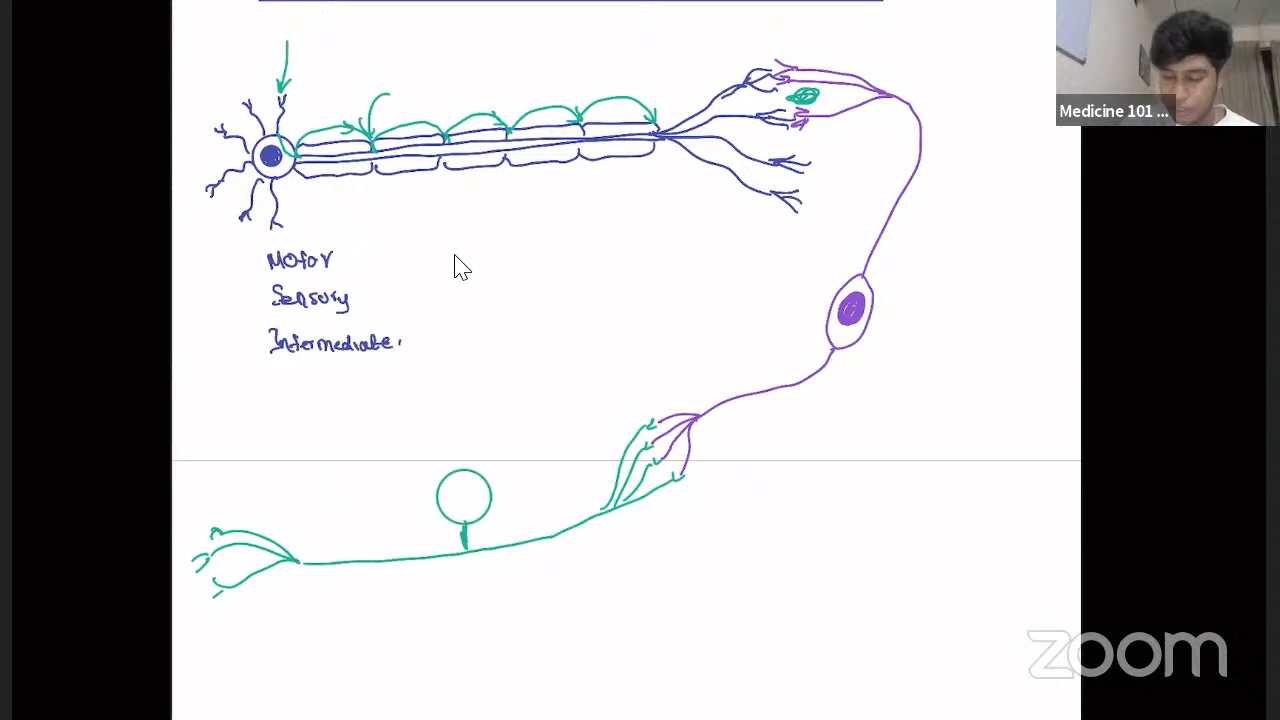 Medicine 101 ...
Motor
Sensory
Intermediate.
zoom